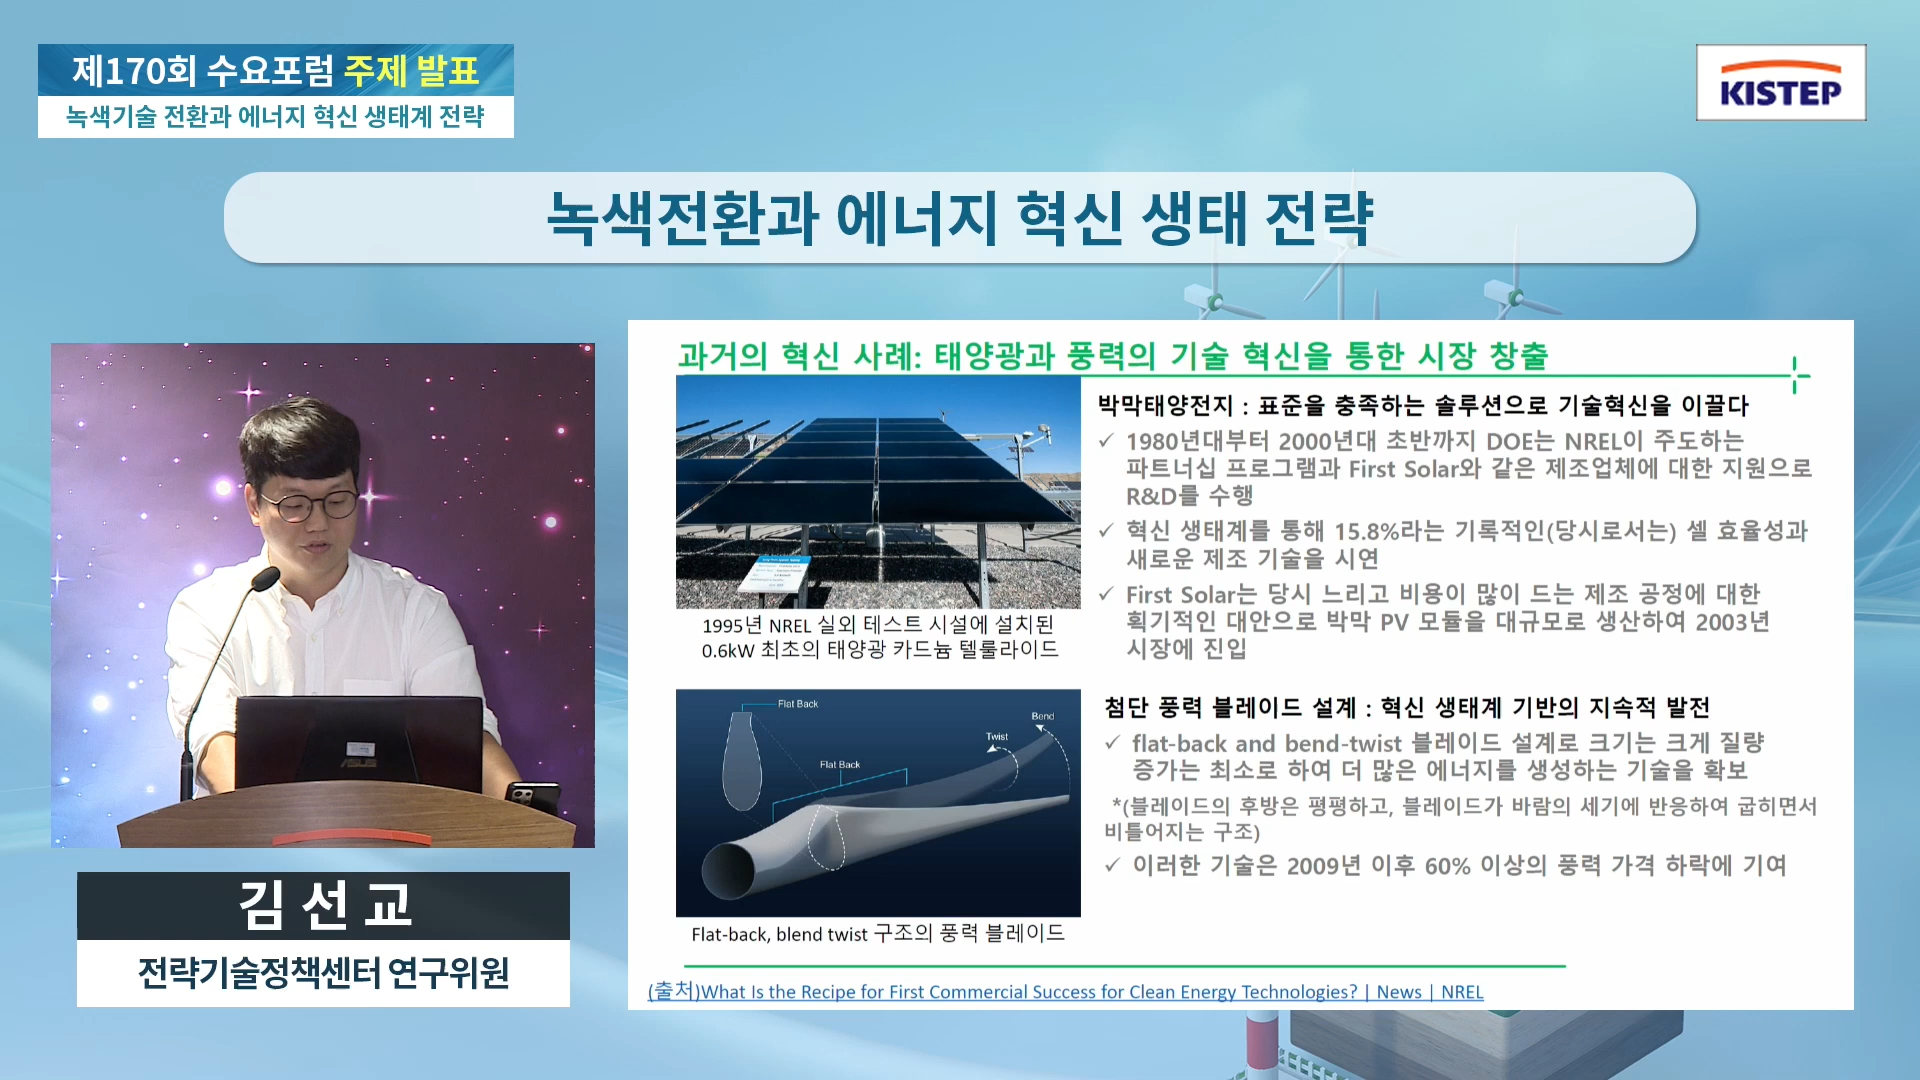 제170회 수요포럼 주제 발표
녹색기술 전환과 에너지 혁신 생태계 전략
KISTEP
녹색전환과 에너지 혁신 생태 전략
과거의 혁신 사례: 태양광과 풍력의 기술 혁신을 통한 시장 창출
박막태양전지 : 표준을 충족하는 솔루션으로 기술혁신을 이끌다
✓ 1980년대부터 2000년대 초반까지 DOE는 NREL이 주도하는
파트너십 프로그램과 First Solar와 같은 제조업체에 대한 지원으로
R&D를 수행
✓ 혁신 생태계를 통해 15.8%라는 기록적인(당시로서는) 셀 효율성과
새로운 제조 기술을 시연
✓ First Solar는 당시 느리고 비용이 많이 드는 제조 공정에 대한
획기적인 대안으로 박막 PV 모듈을 대규모로 생산하여 2003년
시장에 진입
1995년 NREL 실외 테스트 시설에 설치된
0.6kW 최초의 태양광 카드늄 텔룰라이드
첨단 풍력 블레이드 설계 : 혁신 생태계 기반의 지속적 발전
✓ flat-back and bend-twist 블레이드 설계로 크기는 크게 질량
증가는 최소로 하여 더 많은 에너지를 생성하는 기술을 확보
*(블레이드의 후방은 평평하고, 블레이드가 바람의 세기에 반응하여 굽히면서
비틀어지는 구조)
✓ 이러한 기술은 2009년 이후 60% 이상의 풍력 가격 하락에 기여
Flat Back
Flat Back
Twist
Bend
Flat-back, blend twist 구조의 풍력 블레이드
(출처)What Is the Recipe for First Commercial Success for Clean Energy Technologies? | News | NREL
ASUS
김 선 교
전략기술정책센터 연구위원